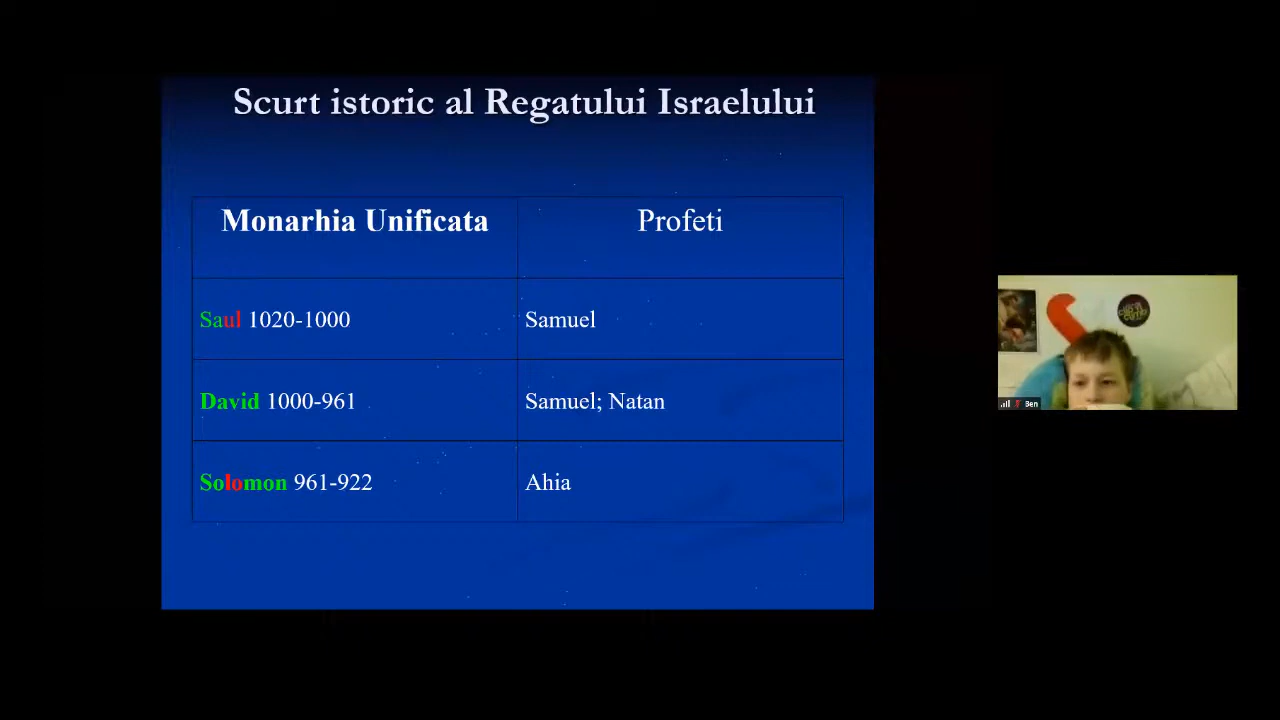 Scurt istoric al Regatului Israelului
Monarhia Unificata
Profeti
Saul 1020-1000
Samuel
David 1000-961
Samuel; Natan
Solomon 961-922
Ahia
Ben